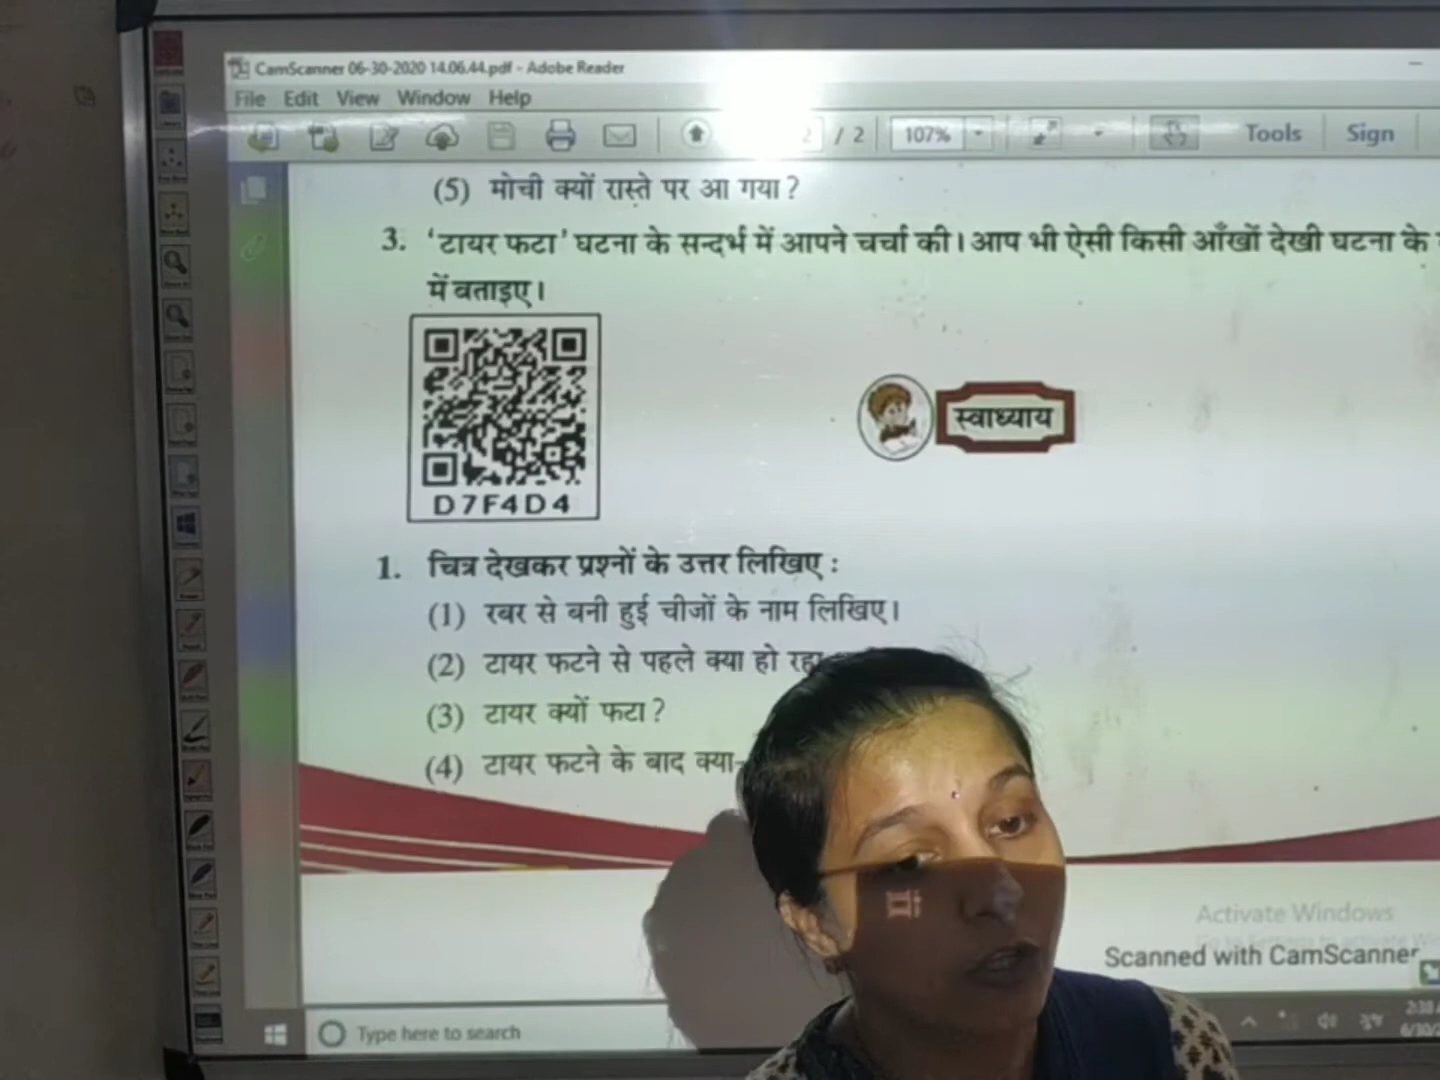 CamScanner 06-30-2020 14.06.44.pdf - Adobe Reader
File Edit View Window Help
2 / 2 107% Tools Sign
(5) मोची क्यों रास्ते पर आ गया?
3. 'टायर फटा' घटना के सन्दर्भ में आपने चर्चा की। आप भी ऐसी किसी आँखों देखी घटना के
में बताइए।
D7F4D4
स्वाध्याय
1. चित्र देखकर प्रश्नों के उत्तर लिखिए :
(1) रबर से बनी हुई चीजों के नाम लिखिए।
(2) टायर फटने से पहले क्या हो रहा
(3) टायर क्यों फटा?
(4) टायर फटने के बाद क्या-
Activate Windows
Scanned with CamScanner
Type here to search